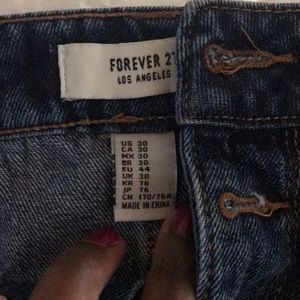 FOREVER 21
LOS ANGELES
US 30
CA 30
MX 30
BR 30
EU 44
UK 30
KR 76
JP 76
CN 170/76A
MADE IN CHINA